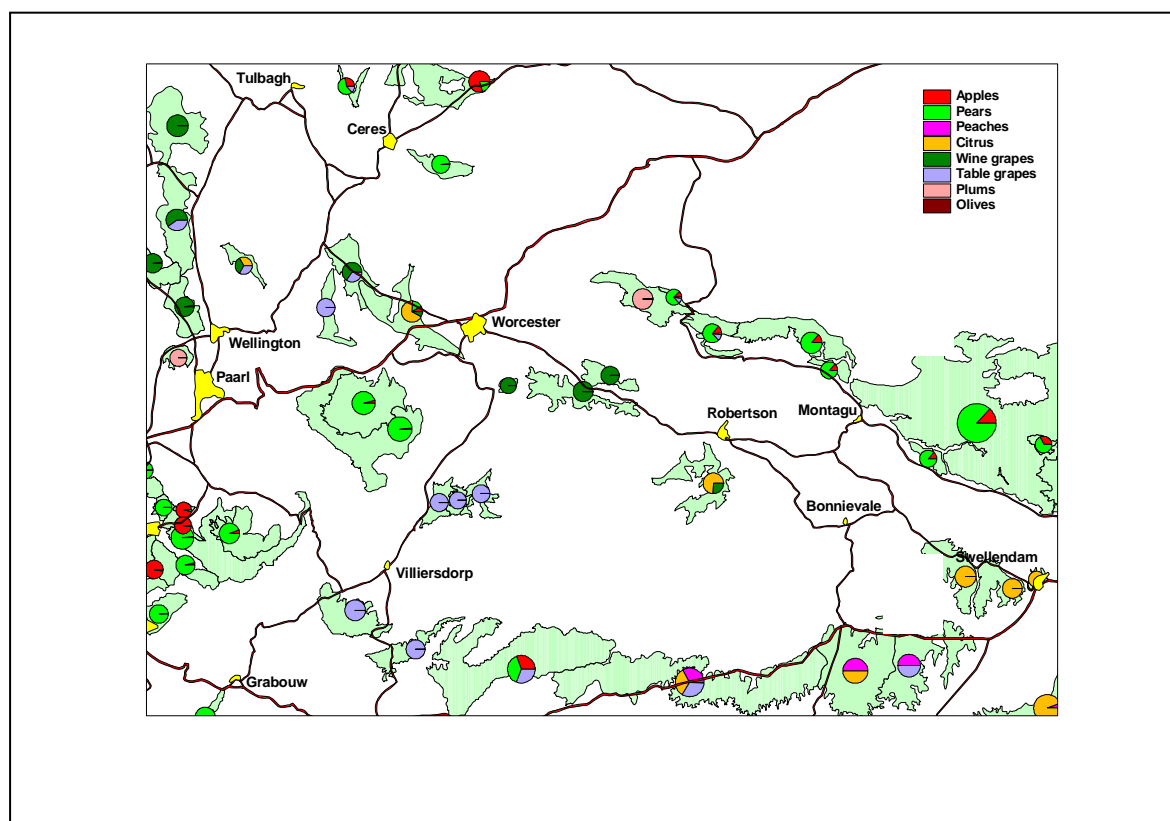 Tulbagh
Ceres
Apples
Pears
Peaches
Citrus
Wine grapes
Table grapes
Plums
Olives
Worcester
Wellington
Paarl
Robertson
Montagu
Bonnievale
Swellendam
Villiersdorp
Grabouw